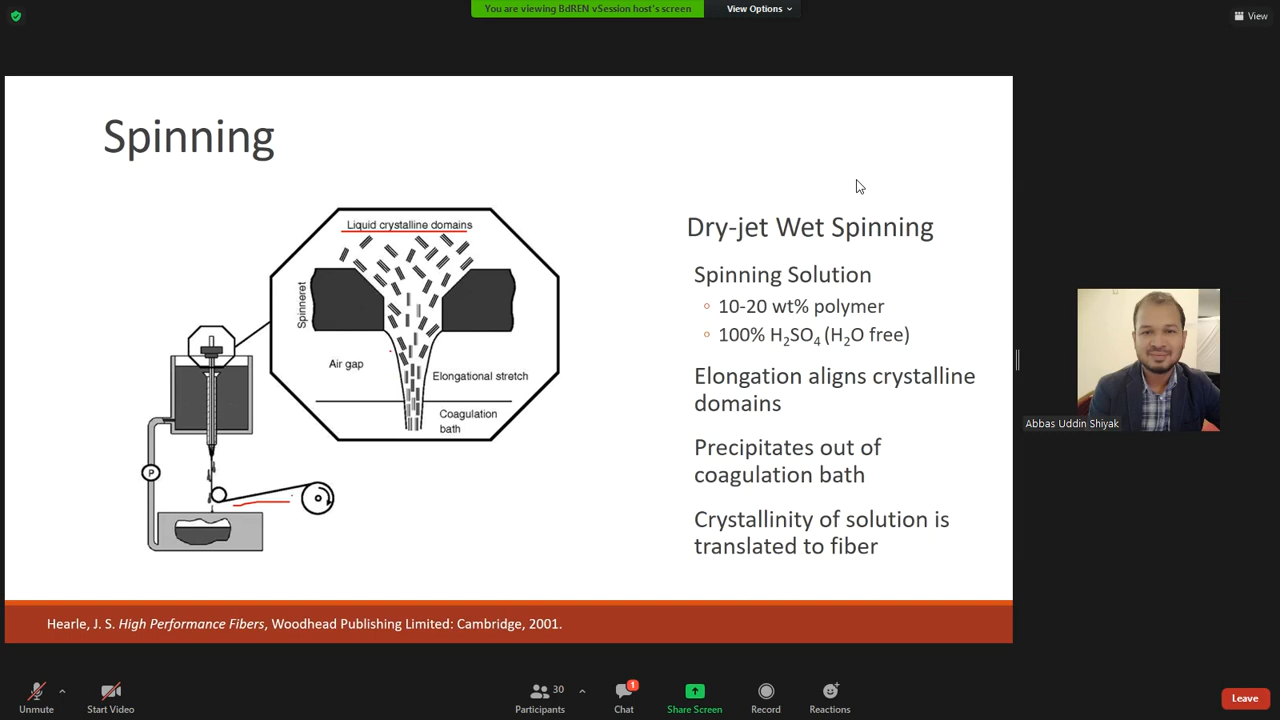 You are viewing BdREN vSession host's screen
View Options
View
Spinning
Liquid crystalline domains
Spinneret
Air gap
Elongational stretch
Coagulation
bath
P
Dry-jet Wet Spinning
Spinning Solution
◦ 10-20 wt% polymer
◦ 100% H₂SO₄ (H₂O free)
Elongation aligns crystalline
domains
Precipitates out of
coagulation bath
Crystallinity of solution is
translated to fiber
Hearle, J. S. High Performance Fibers, Woodhead Publishing Limited: Cambridge, 2001.
Abbas Uddin Shiyak
Unmute
Start Video
30
Participants
1
Chat
Share Screen
Record
Reactions
Leave